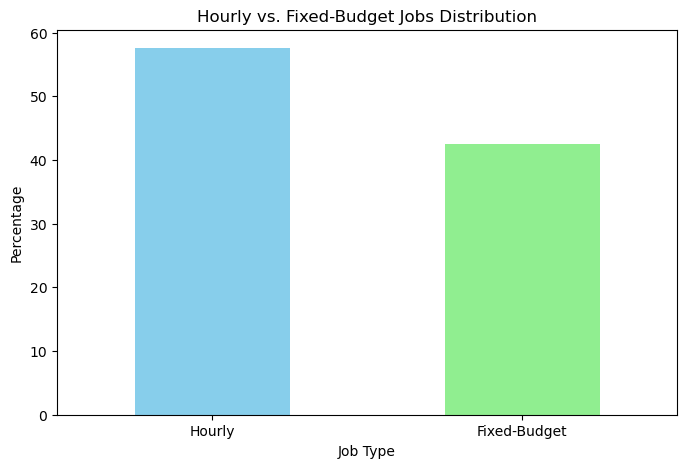 Hourly vs. Fixed-Budget Jobs Distribution
60
50
40
30
20
10
0
Percentage
Hourly
Fixed-Budget
Job Type